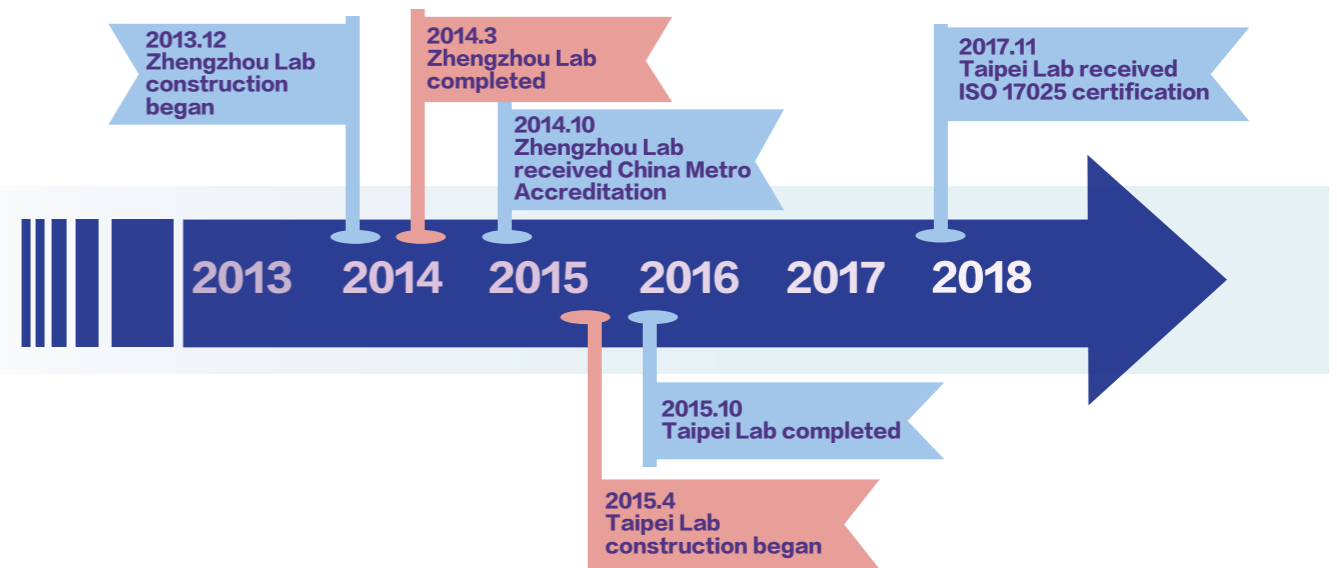 2013.12
Zhengzhou Lab
construction
began
2014.3
Zhengzhou Lab
completed
2014.10
Zhengzhou Lab
received China Metro
Accreditation
2017.11
Taipei Lab received
ISO 17025 certification
2013 2014 2015 2016 2017 2018
2015.10
Taipei Lab completed
2015.4
Taipei Lab
construction began